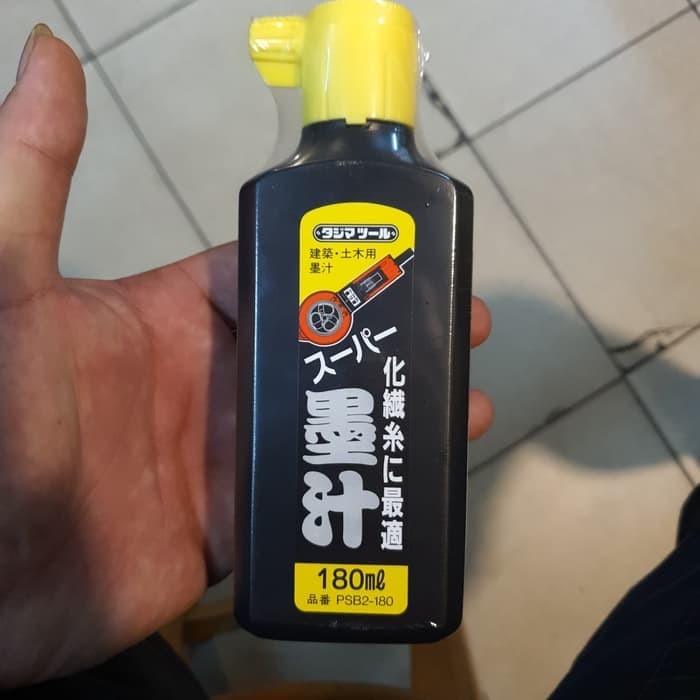 タジマツール
建築・土木用
墨汁
スーパー
墨汁
化繊糸に最適
180ml
品番 PSB2-180